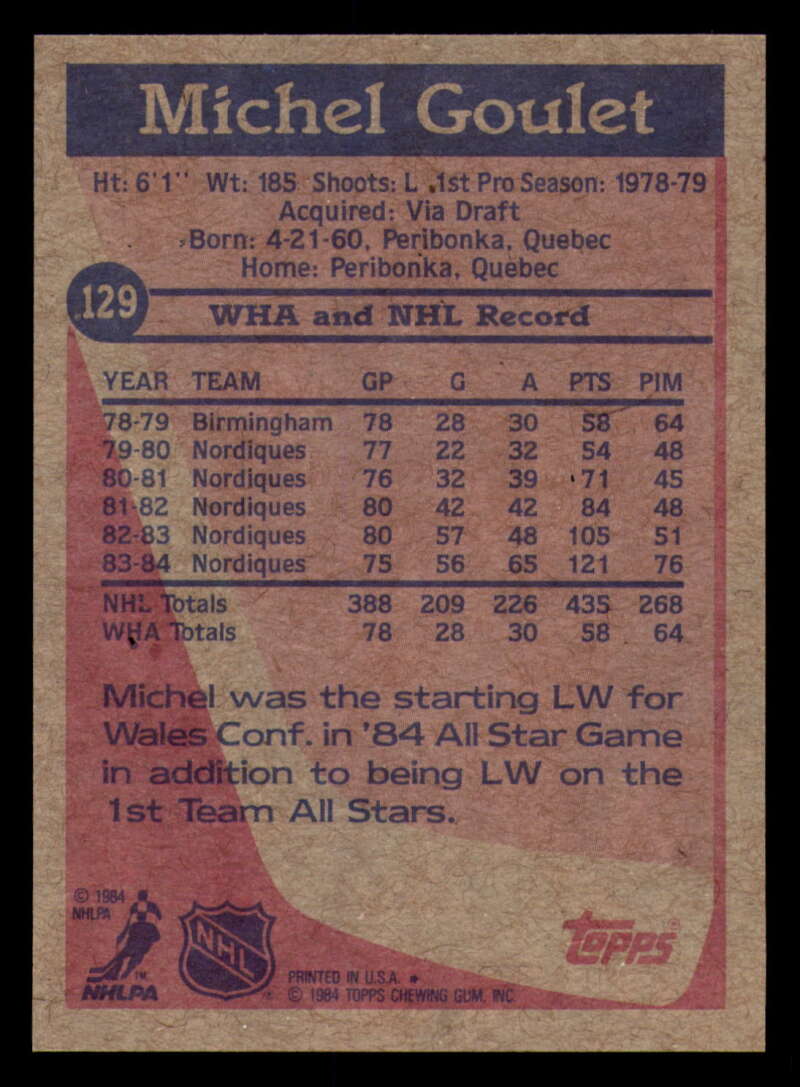 Michel Goulet
Ht: 6'1" Wt: 185 Shoots: L 1st Pro Season: 1978-79
Acquired: Via Draft
Born: 4-21-60, Peribonka, Quebec
Home: Peribonka, Quebec
129
WHA and NHL Record
YEAR TEAM GP G A PTS PIM
78-79 Birmingham 78 28 30 58 64
79-80 Nordiques 77 22 32 54 48
80-81 Nordiques 76 32 39 71 45
81-82 Nordiques 80 42 42 84 48
82-83 Nordiques 80 57 48 105 51
83-84 Nordiques 75 56 65 121 76
NHL Totals 388 209 226 435 268
WHA Totals 78 28 30 58 64
Michel was the starting LW for
Wales Conf. in '84 All Star Game
in addition to being LW on the
1st Team All Stars.
© 1984
NHLPA
TM
NHLPA
NHL
PRINTED IN U.S.A. *
© 1984 TOPPS CHEWING GUM, INC.
Topps®